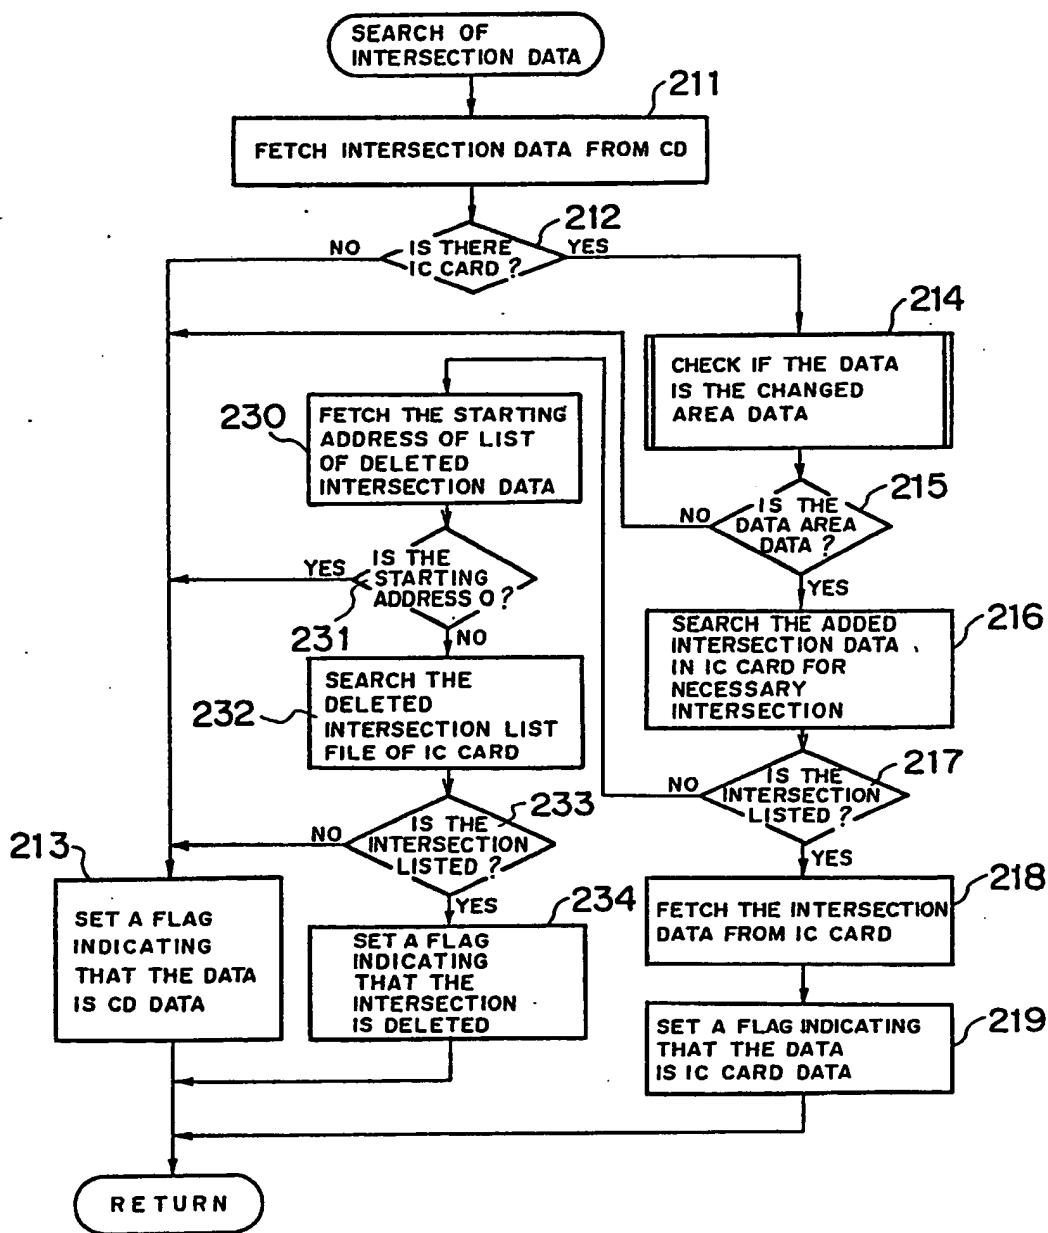 SEARCH OF
INTERSECTION DATA
211
FETCH INTERSECTION DATA FROM CD
212
NO
IS THERE
IC CARD?
YES
214
CHECK IF THE DATA
IS THE CHANGED
AREA DATA
230
FETCH THE STARTING
ADDRESS OF LIST
OF DELETED
INTERSECTION DATA
215
NO
IS THE
DATA AREA
DATA?
YES
YES
IS THE
STARTING
ADDRESS 0?
231
NO
216
SEARCH THE ADDED
INTERSECTION DATA
IN IC CARD FOR
NECESSARY
INTERSECTION
232
SEARCH THE
DELETED
INTERSECTION LIST
FILE OF IC CARD
217
NO
IS THE
INTERSECTION
LISTED?
YES
233
NO
IS THE
INTERSECTION
LISTED?
YES
213
SET A FLAG
INDICATING
THAT THE DATA
IS CD DATA
234
SET A FLAG
INDICATING
THAT THE
INTERSECTION
IS DELETED
218
FETCH THE INTERSECTION
DATA FROM IC CARD
219
SET A FLAG INDICATING
THAT THE DATA
IS IC CARD DATA
RETURN